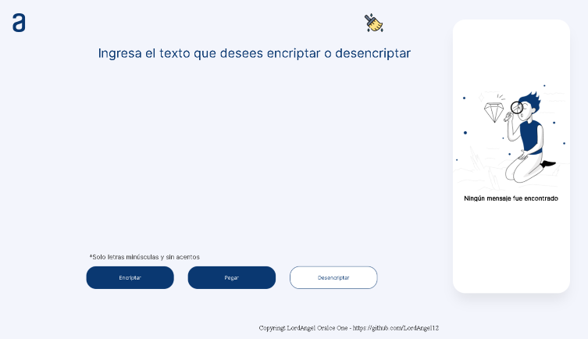 a
Ingresa el texto que desees encriptar o desencriptar
Ningún mensaje fue encontrado
*Solo letras minúsculas y sin acentos
Encriptar
Pegar
Desencriptar
Copyringt LordAngel Oralce One - https://github.com/LordAngel12